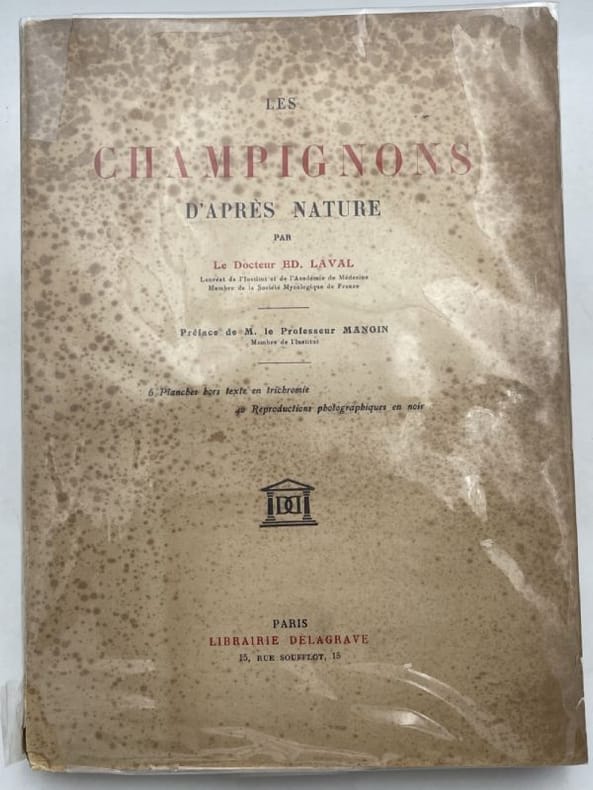 LES
CHAMPIGNONS
D'APRÈS NATURE
PAR
Le Docteur ED. LAVAL
Lauréat de l'Institut et de l'Académie de Médecine
Membre de la Société Mycologique de France
Préface de M. le Professeur MANGIN
Membre de l'Institut
6 Planches hors texte en trichromie
40 Reproductions photographiques en noir
PARIS
LIBRAIRIE DELAGRAVE
15, RUE SOUFFLOT, 15